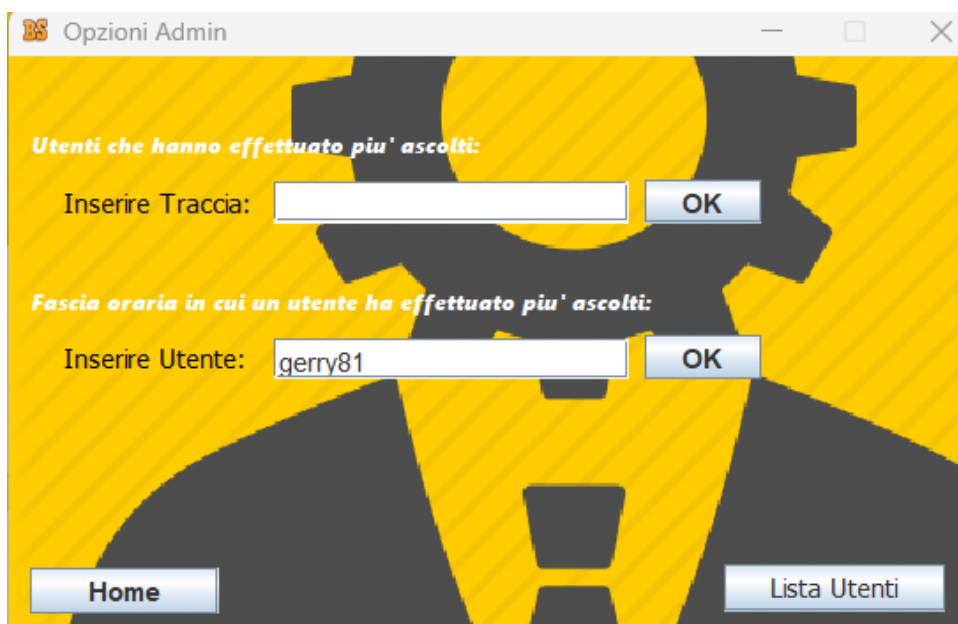 BS Opzioni Admin
Utenti che hanno effettuato piu' ascolti:
Inserire Traccia: OK
Fascia oraria in cui un utente ha effettuato piu' ascolti:
Inserire Utente: gerry81 OK
Home Lista Utenti